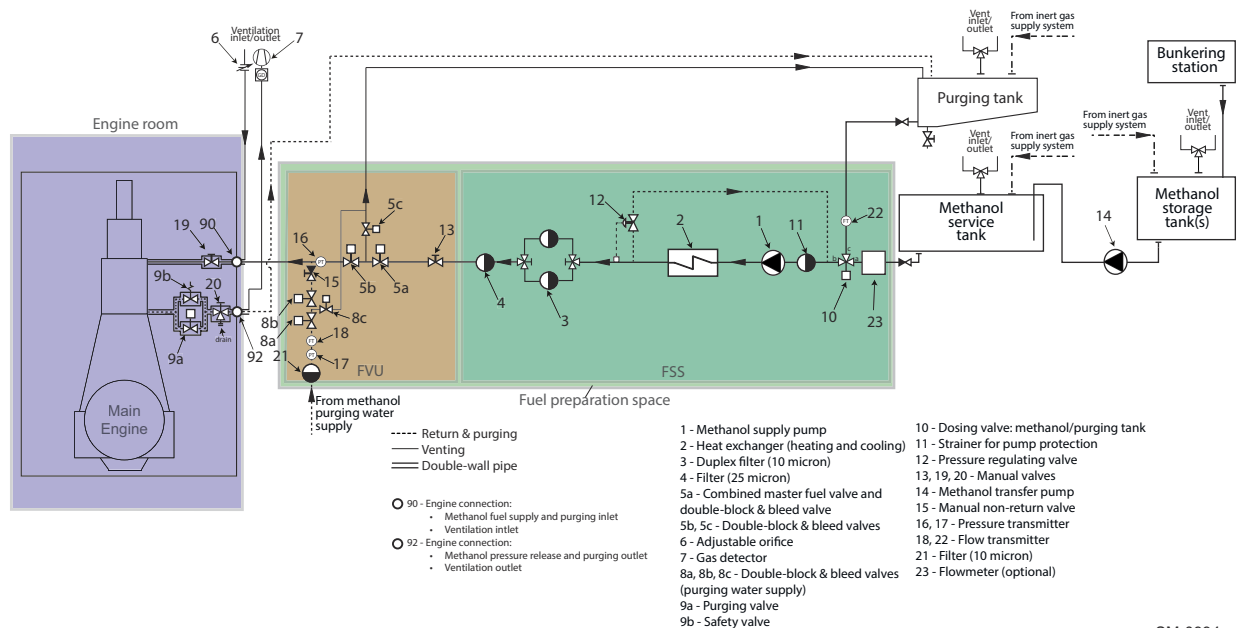 Ventilation
inlet/outlet
6
7
GD
Vent
inlet/
outlet
From inert gas
supply system
Bunkering
station
Purging tank
From inert gas
supply system
Vent
inlet/
outlet
Vent
inlet/
outlet
From inert gas
supply system
Methanol
service
tank
Methanol
storage
tank(s)
14
Engine room
19
90
9b
20
drain
9a
92
Main
Engine
16
PT
15
5c
5b
5a
13
8b
8a
8c
18
FT
PT
17
21
FVU
4
3
12
2
1
11
c
b
a
10
22
FT
23
FSS
Fuel preparation space
From methanol
purging water
supply
Return & purging
Venting
Double-wall pipe
90 - Engine connection:
• Methanol fuel supply and purging inlet
• Ventilation intlet
92 - Engine connection:
• Methanol pressure release and purging outlet
• Ventilation outlet
1 - Methanol supply pump
2 - Heat exchanger (heating and cooling)
3 - Duplex filter (10 micron)
4 - Filter (25 micron)
5a - Combined master fuel valve and
double-block & bleed valve
5b, 5c - Double-block & bleed valves
6 - Adjustable orifice
7 - Gas detector
8a, 8b, 8c - Double-block & bleed valves
(purging water supply)
9a - Purging valve
9b - Safety valve
10 - Dosing valve: methanol/purging tank
11 - Strainer for pump protection
12 - Pressure regulating valve
13, 19, 20 - Manual valves
14 - Methanol transfer pump
15 - Manual non-return valve
16, 17 - Pressure transmitter
18, 22 - Flow transmitter
21 - Filter (10 micron)
23 - Flowmeter (optional)